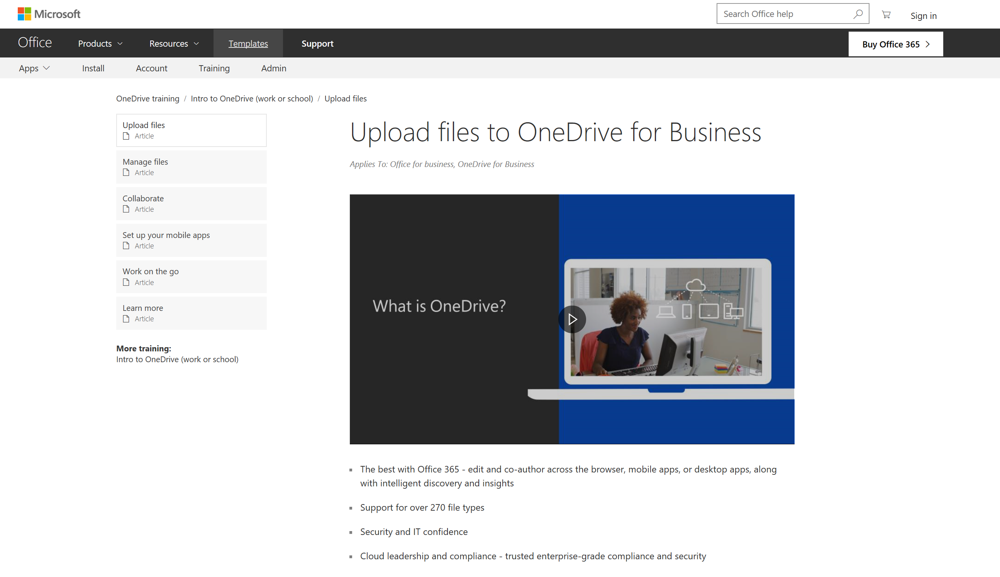 Microsoft
Search Office help
Sign in
Office
Products
Resources
Templates
Support
Buy Office 365
Apps
Install
Account
Training
Admin
OneDrive training / Intro to OneDrive (work or school) / Upload files
Upload files
Article
Manage files
Article
Collaborate
Article
Set up your mobile apps
Article
Work on the go
Article
Learn more
Article
More training:
Intro to OneDrive (work or school)
Upload files to OneDrive for Business
Applies To: Office for business, OneDrive for Business
What is OneDrive?
The best with Office 365 - edit and co-author across the browser, mobile apps, or desktop apps, along
with intelligent discovery and insights
Support for over 270 file types
Security and IT confidence
Cloud leadership and compliance - trusted enterprise-grade compliance and security